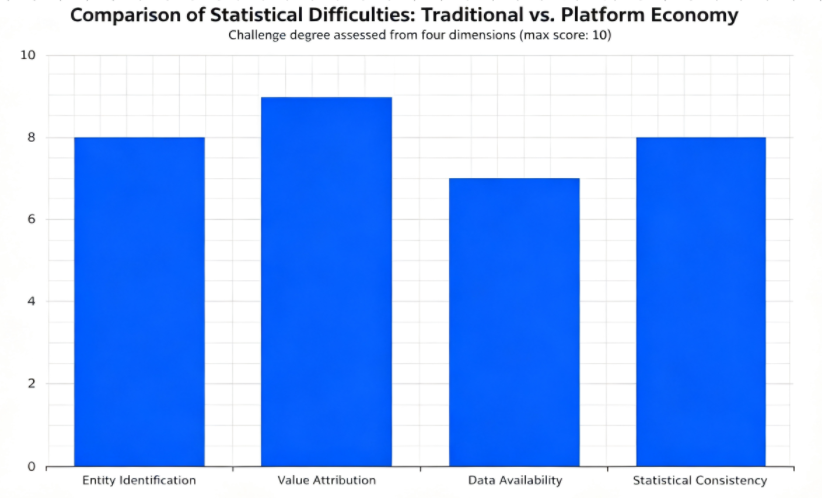 Comparison of Statistical Difficulties: Traditional vs. Platform Economy
Challenge degree assessed from four dimensions (max score: 10)
10
8
6
4
2
0
Entity Identification Value Attribution Data Availability Statistical Consistency